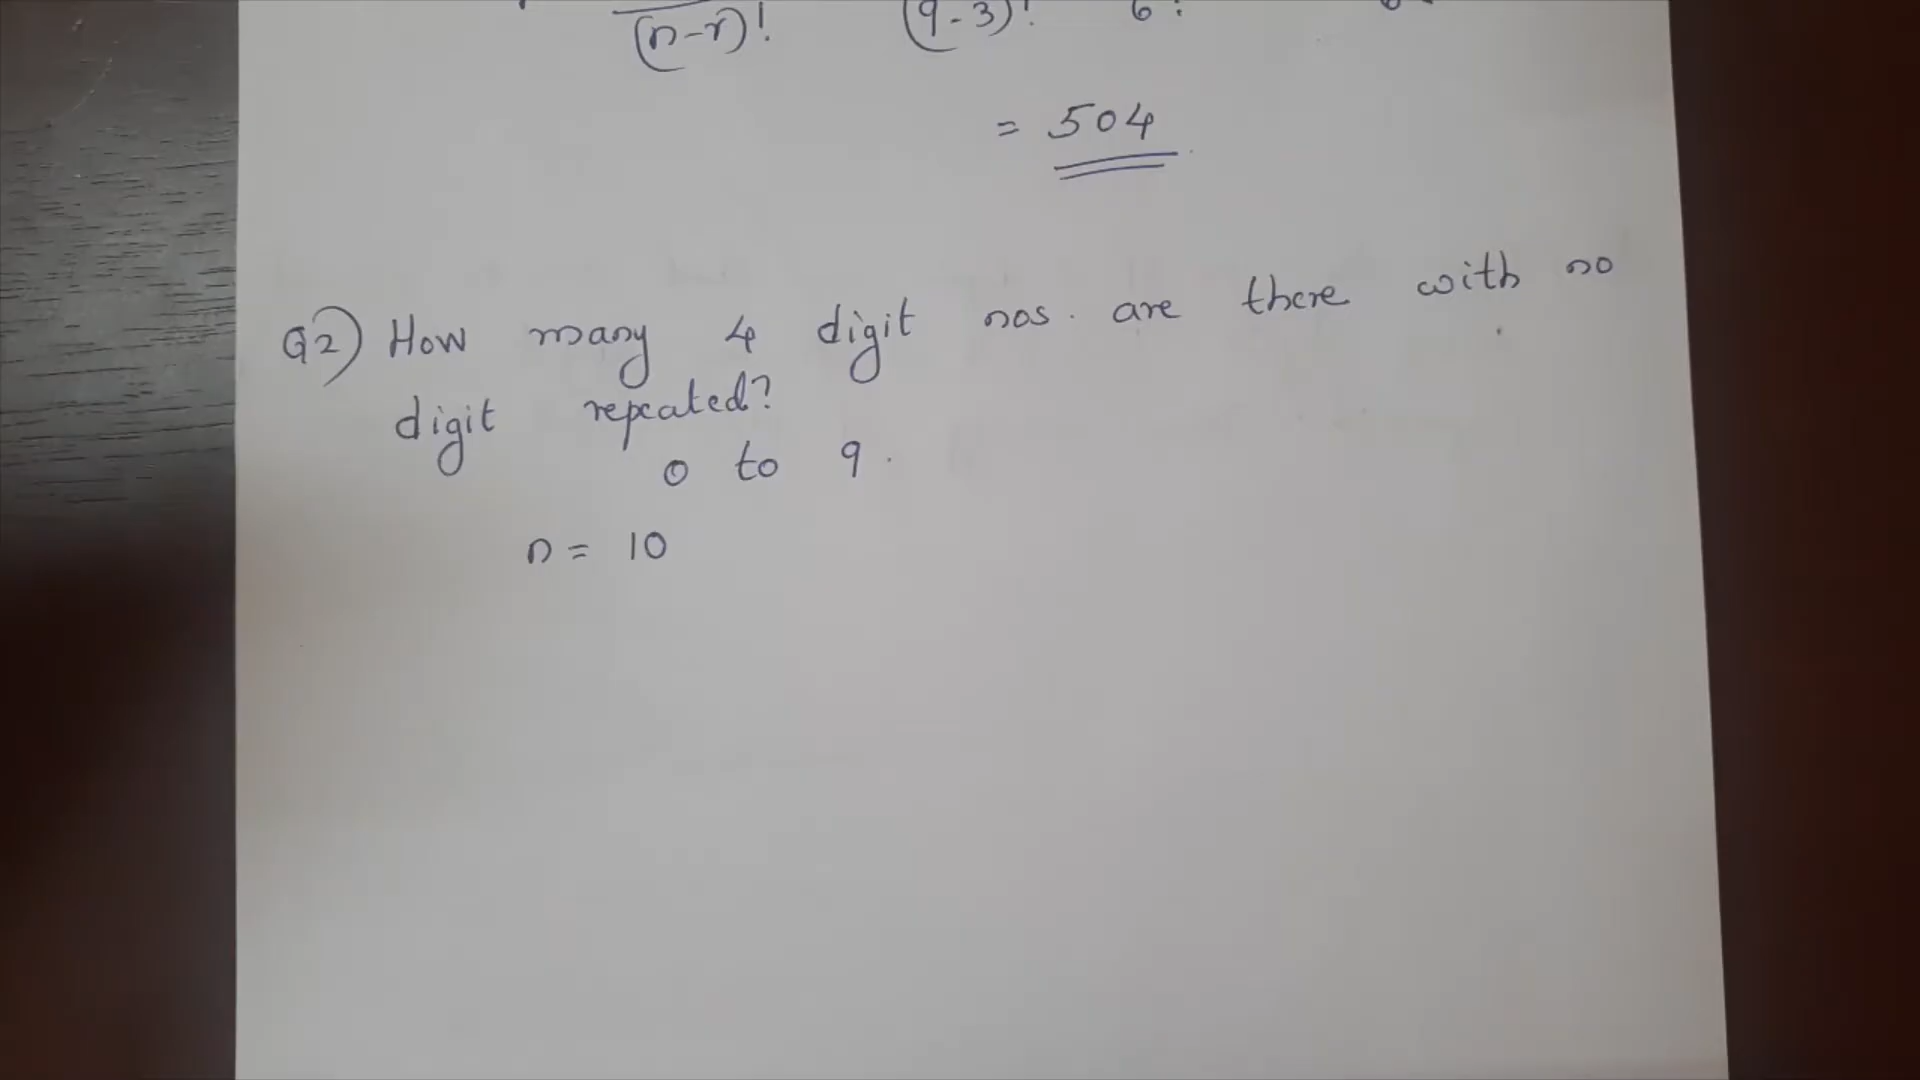 (n-r)! (9-3)! 6!
= 504
Q2) How many 4 digit nos. are there with no
digit repeated?
0 to 9.
n = 10